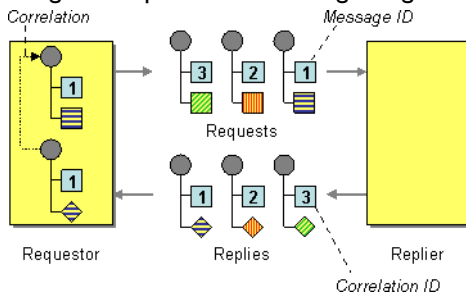 Correlation
Message ID
1
3
2
1
Requests
1
1
2
3
Requestor
Replies
Replier
Correlation ID